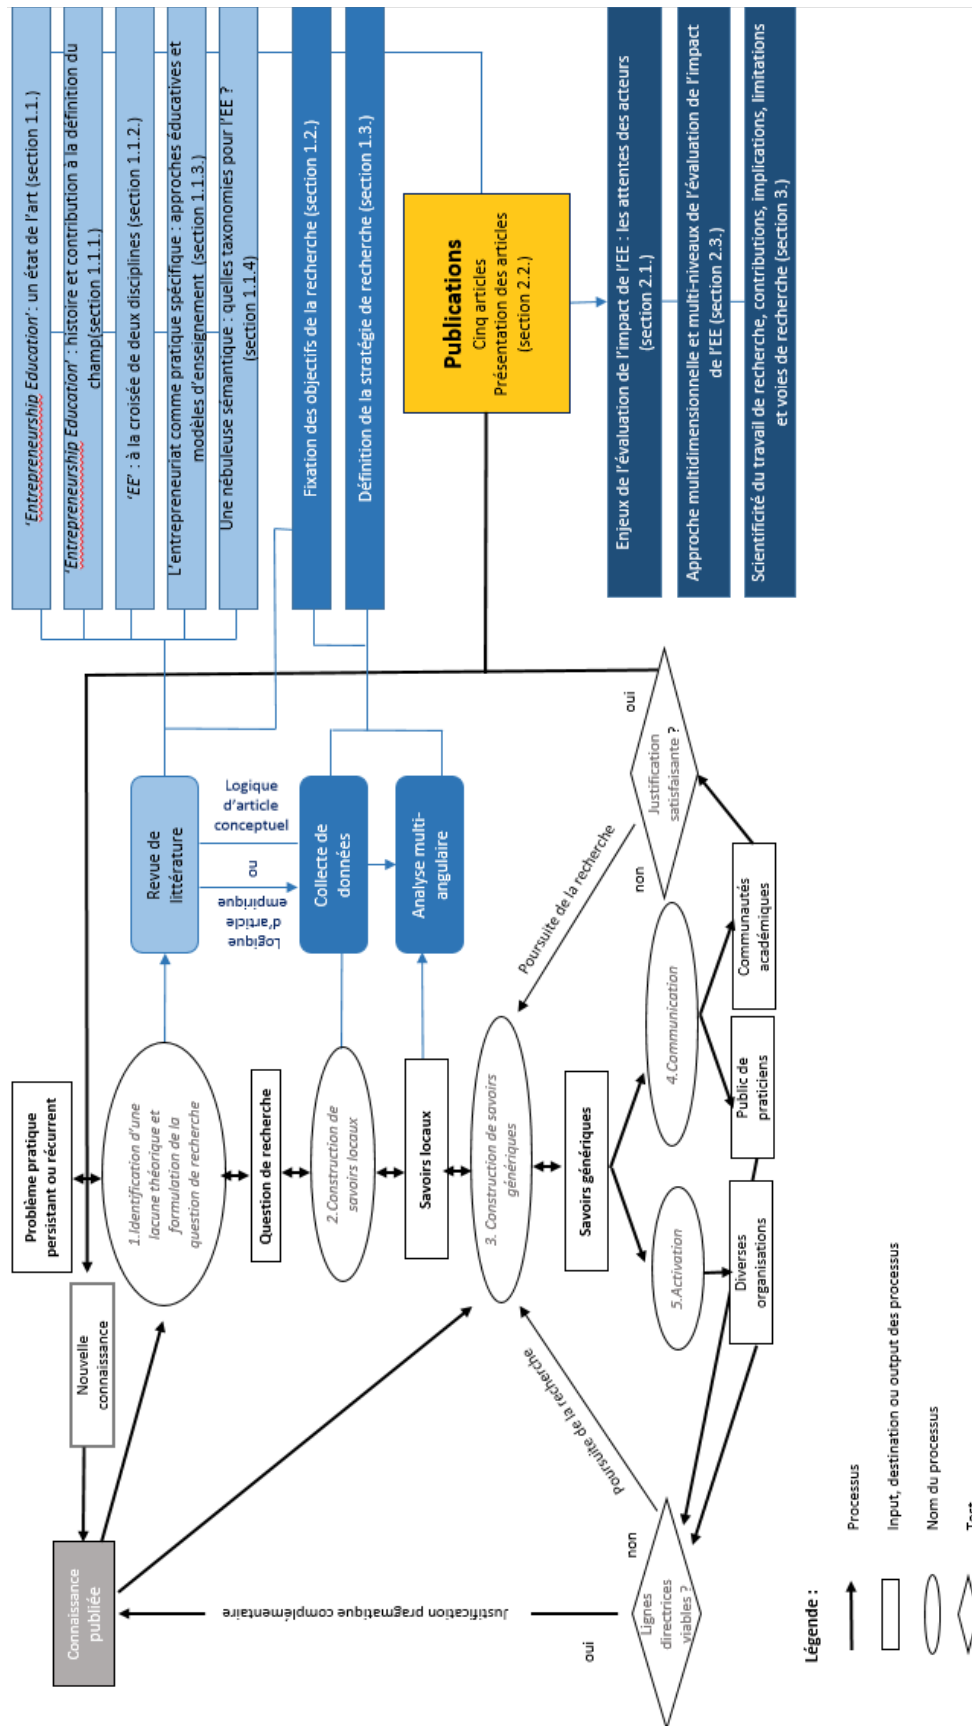 Connaissance
publiée
Nouvelle
connaissance
Problème pratique
persistant ou récurrent
1.Identification d'une
lacune théorique et
formulation de la
question de recherche
Question de recherche
2.Construction de
savoirs locaux
Savoirs locaux
3. Construction de savoirs
génériques
Savoirs génériques
4.Communication
5.Activation
Communautés
académiques
Public de
praticiens
Diverses
organisations
Justification
satisfaisante ?
oui
non
Poursuite de la recherche
Lignes
directrices
viables ?
oui
non
Poursuite de la recherche
Justification pragmatique complémentaire
Revue de
littérature
Logique
d'article
conceptuel
ou
Logique
d'article
empirique
Collecte de
données
Analyse multi-
angulaire
'Entrepreneurship Education': un état de l'art (section 1.1.)
'Entrepreneurship Education' : histoire et contribution à la définition du
champ(section 1.1.1.)
'EE' : à la croisée de deux disciplines (section 1.1.2.)
L'entrepreneuriat comme pratique spécifique : approches éducatives et
modèles d'enseignement (section 1.1.3.)
Une nébuleuse sémantique : quelles taxonomies pour l'EE ?
(section 1.1.4)
Fixation des objectifs de la recherche (section 1.2.)
Définition de la stratégie de recherche (section 1.3.)
Publications
Cinq articles
Présentation des articles
(section 2.2.)
Enjeux de l'évaluation de l'impact de l'EE : les attentes des acteurs
(section 2.1.)
Approche multidimensionnelle et multi-niveaux de l'évaluation de l'impact
de l'EE (section 2.3.)
Scientificité du travail de recherche, contributions, implications, limitations
et voies de recherche (section 3.)
Légende :
Processus
Input, destination ou output des processus
Nom du processus
Test